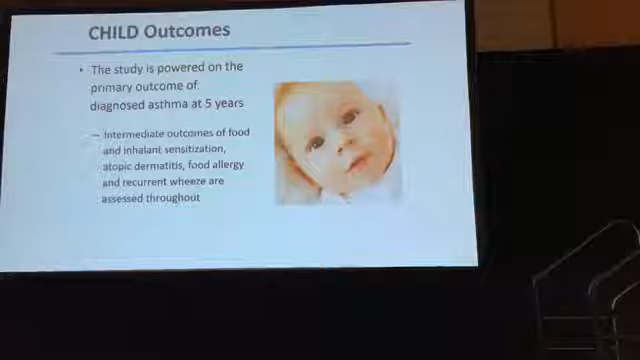 CHILD Outcomes
• The study is powered on the
primary outcome of
diagnosed asthma at 5 years
– Intermediate outcomes of food
and inhalant sensitization,
atopic dermatitis, food allergy
and recurrent wheeze are
assessed throughout